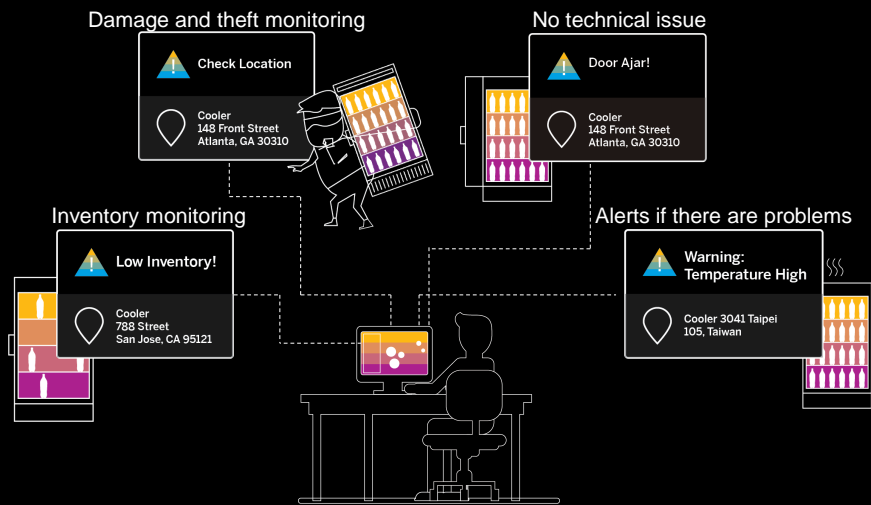 Damage and theft monitoring
Check Location
Cooler
148 Front Street
Atlanta, GA 30310
No technical issue
Door Ajar!
Cooler
148 Front Street
Atlanta, GA 30310
Inventory monitoring
Low Inventory!
Cooler
788 Street
San Jose, CA 95121
Alerts if there are problems
Warning:
Temperature High
Cooler 3041 Taipei
105, Taiwan